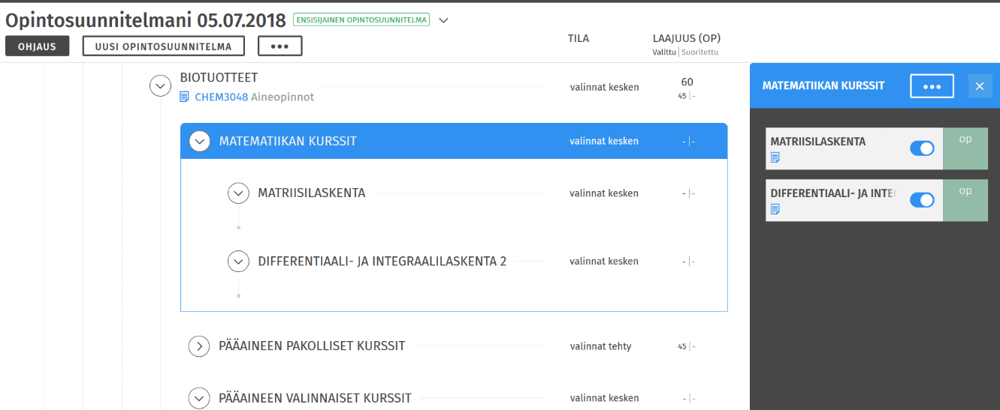 Opintosuunnitelmani 05.07.2018 ENSISIJAINEN OPINTOSUUNNITELMA
OHJAUS UUSI OPINTOSUUNNITELMA •••
TILA LAAJUUS (OP)
Valittu | Suoritettu
BIOTUOTTEET
CHEM3048 Aineopinnot
valinnat kesken 60
45 | -
MATEMATIIKAN KURSSIT valinnat kesken - | -
MATRIISILASKENTA valinnat kesken - | -
DIFFERENTIAALI- JA INTEGRAALILASKENTA 2 valinnat kesken - | -
PÄÄAINEEN PAKOLLISET KURSSIT valinnat tehty 45 | -
PÄÄAINEEN VALINNAISET KURSSIT valinnat kesken - | -
MATEMATIIKAN KURSSIT •••
MATRIISILASKENTA op
DIFFERENTIAALI- JA INTEG op